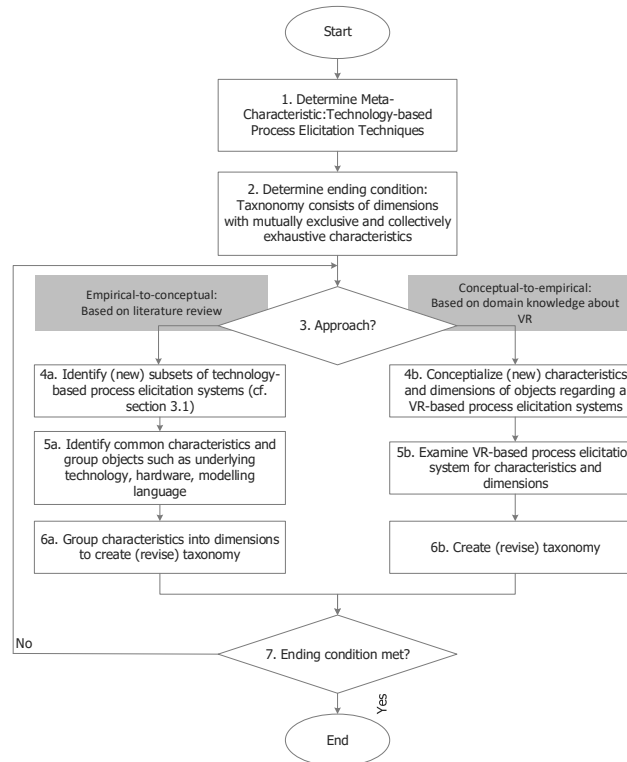 Start
1. Determine Meta-
Characteristic:Technology-based
Process Elicitation Techniques
2. Determine ending condition:
Taxnonomy consists of dimensions
with mutually exclusive and collectively
exhaustive characteristics
Empirical-to-conceptual:
Based on literature review
Conceptual-to-empirical:
Based on domain knowledge about
VR
3. Approach?
4a. Identify (new) subsets of technology-
based process elicitation systems (cf.
section 3.1)
4b. Conceptialize (new) characteristics
and dimensions of objects regarding a
VR-based process elicitation systems
5a. Identify common characteristics and
group objects such as underlying
technology, hardware, modelling
language
5b. Examine VR-based process elicitation
system for characteristics and
dimensions
6a. Group characteristics into dimensions
to create (revise) taxonomy
6b. Create (revise) taxonomy
No
7. Ending condition met?
Yes
End